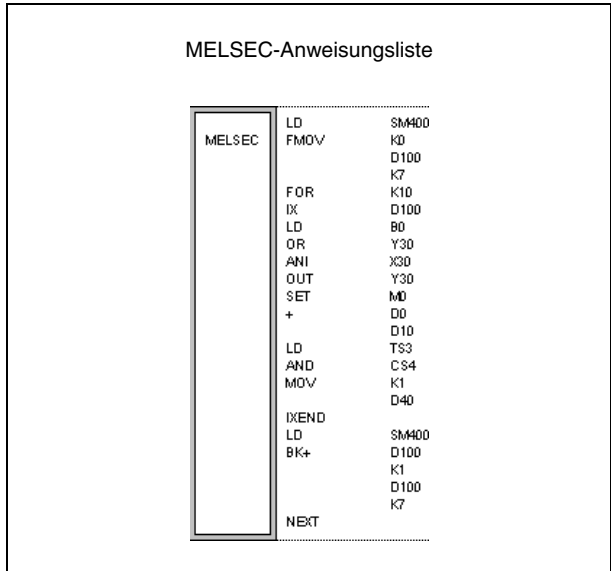 MELSEC-Anweisungsliste
LD SM400
MELSEC FMOV K0
D100
K7
FOR K10
IX D100
LD B0
OR Y30
ANI X30
OUT Y30
SET M0
+ D0
D10
LD TS3
AND CS4
MOV K1
D40
IXEND
LD SM400
BK+ D100
K1
D100
K7
NEXT